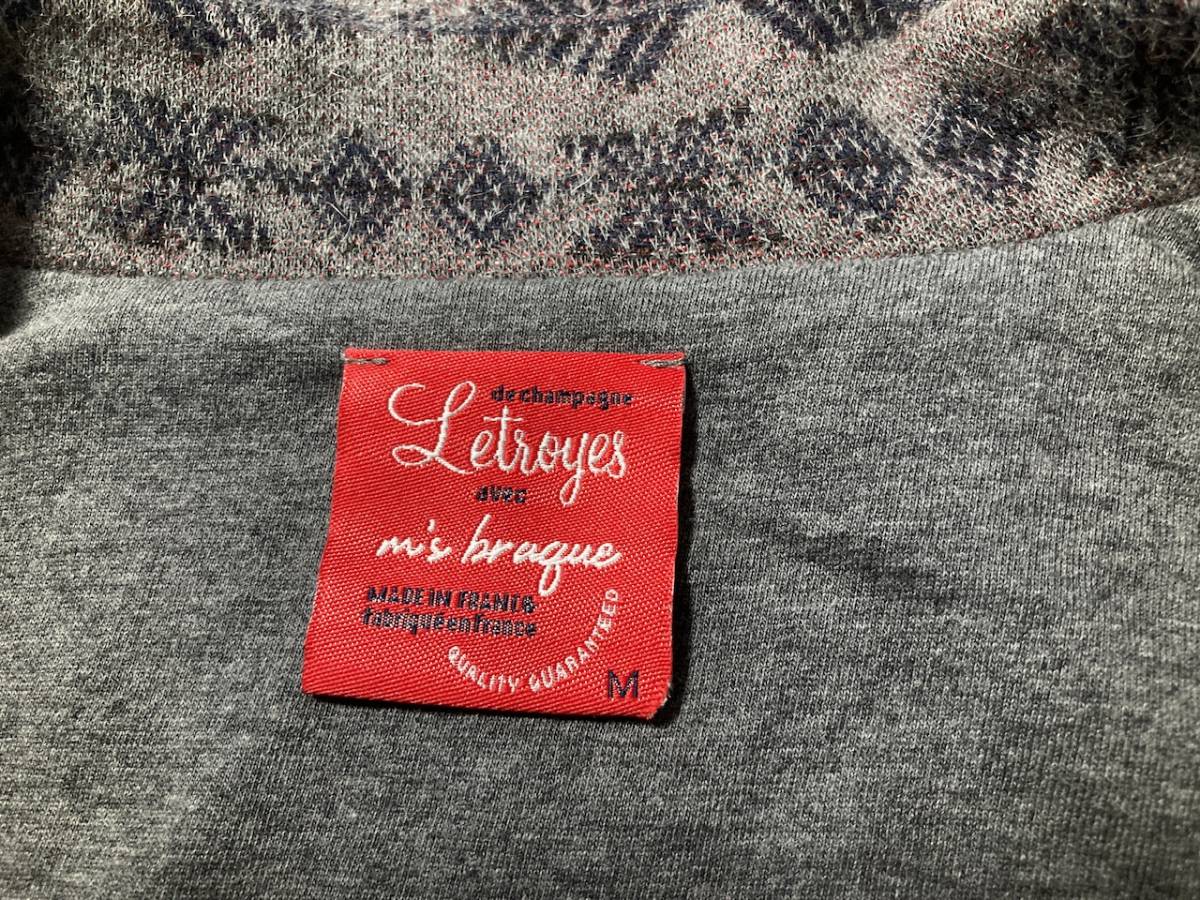 de champagne
Letroyes
avec
m's braque
MADE IN FRANCE
fabriqué en france
QUALITY GUARANTEED
M